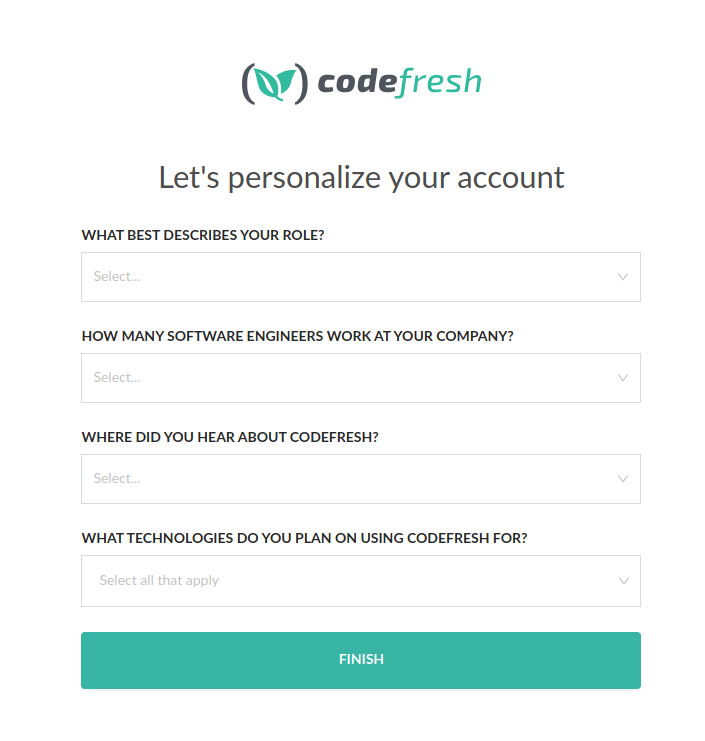 codefresh
Let's personalize your account
WHAT BEST DESCRIBES YOUR ROLE?
Select...
HOW MANY SOFTWARE ENGINEERS WORK AT YOUR COMPANY?
Select...
WHERE DID YOU HEAR ABOUT CODEFRESH?
Select...
WHAT TECHNOLOGIES DO YOU PLAN ON USING CODEFRESH FOR?
Select all that apply
FINISH